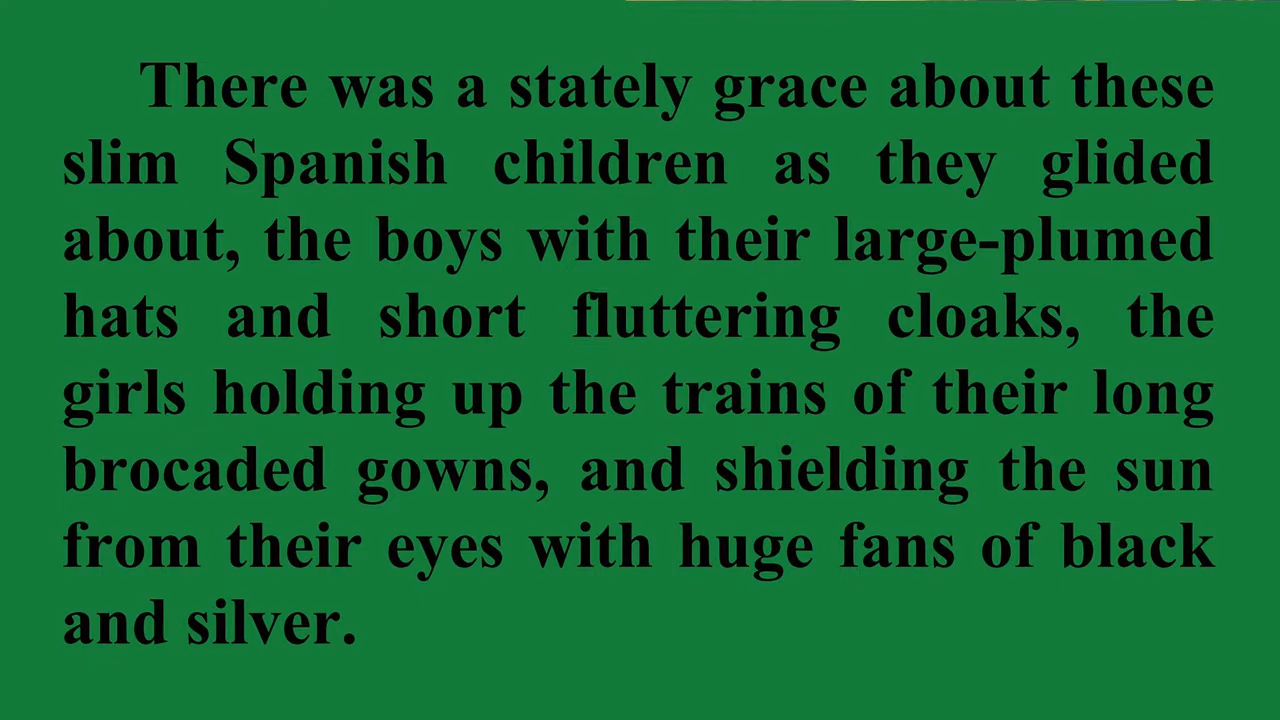 There was a stately grace about these
slim Spanish children as they glided
about, the boys with their large-plumed
hats and short fluttering cloaks, the
girls holding up the trains of their long
brocaded gowns, and shielding the sun
from their eyes with huge fans of black
and silver.